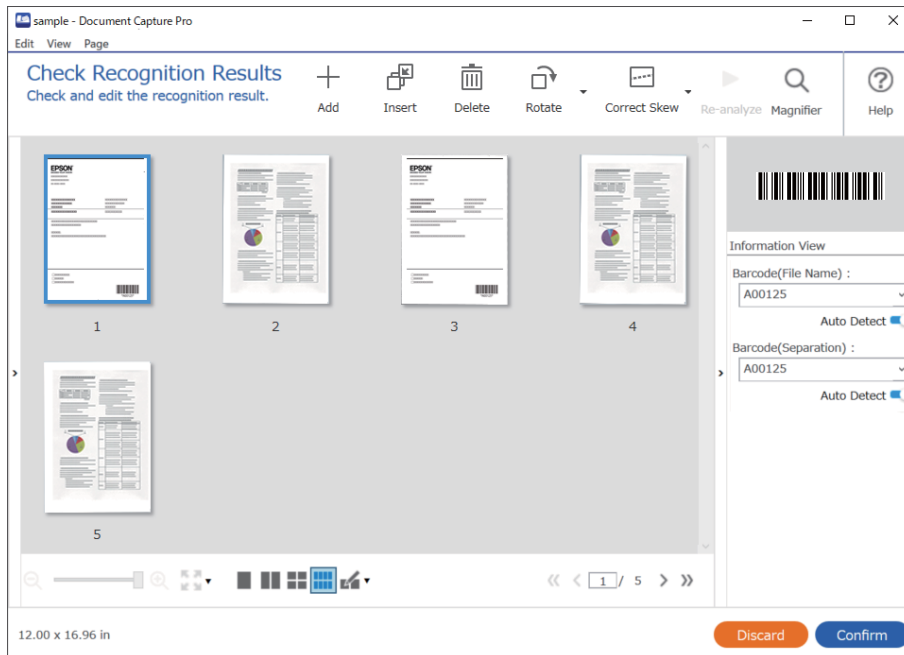 sample - Document Capture Pro
Edit View Page
Check Recognition Results
Check and edit the recognition result.
Add
Insert
Delete
Rotate
Correct Skew
Re-analyze
Magnifier
Help
EPSON
EPSON
1
2
3
4
5
Information View
Barcode(File Name) :
A00125
Auto Detect
Barcode(Separation) :
A00125
Auto Detect
1 / 5
12.00 x 16.96 in
Discard
Confirm